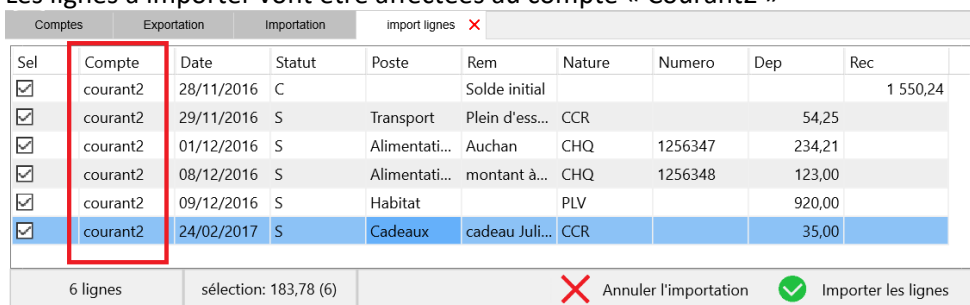 Les lignes à importer vont être affectées au compte « Courant2 »
Comptes Exportation Importation import lignes
Sel Compte Date Statut Poste Rem Nature Numero Dep Rec
courant2 28/11/2016 C Solde initial 1 550,24
courant2 29/11/2016 S Transport Plein d'ess... CCR 54,25
courant2 01/12/2016 S Alimentati... Auchan CHQ 1256347 234,21
courant2 08/12/2016 S Alimentati... montant à... CHQ 1256348 123,00
courant2 09/12/2016 S Habitat PLV 920,00
courant2 24/02/2017 S Cadeaux cadeau Juli... CCR 35,00
6 lignes sélection: 183,78 (6) Annuler l'importation Importer les lignes